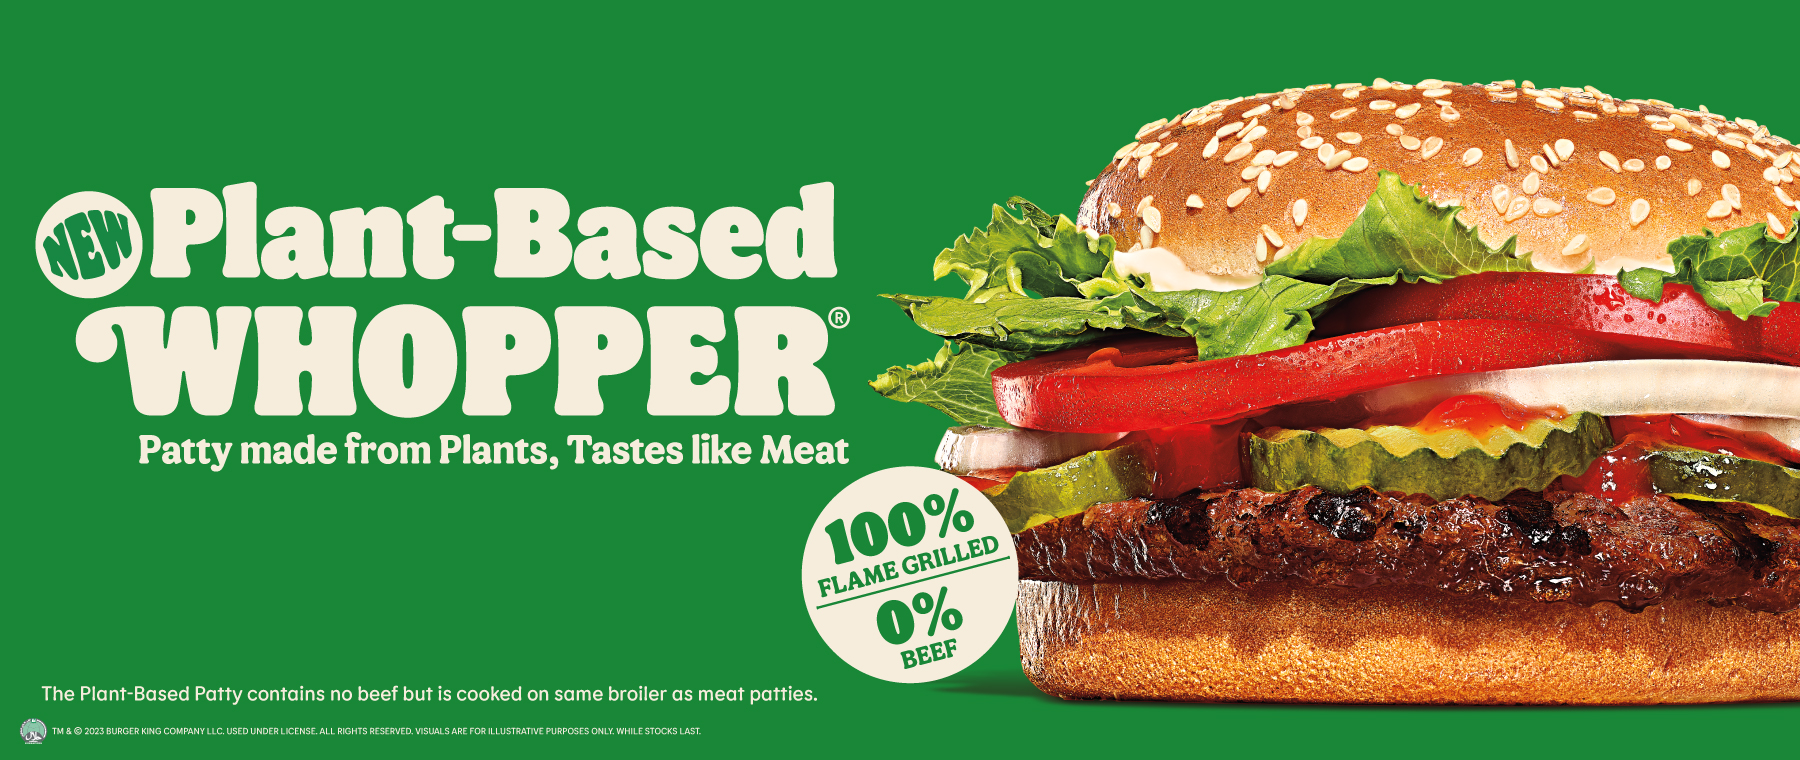 NEW
Plant-Based
WHOPPER®
Patty made from Plants, Tastes like Meat
100%
FLAME GRILLED
0%
BEEF
The Plant-Based Patty contains no beef but is cooked on same broiler as meat patties.
TM & © 2023 BURGER KING COMPANY LLC. USED UNDER LICENSE. ALL RIGHTS RESERVED. VISUALS ARE FOR ILLUSTRATIVE PURPOSES ONLY. WHILE STOCKS LAST.